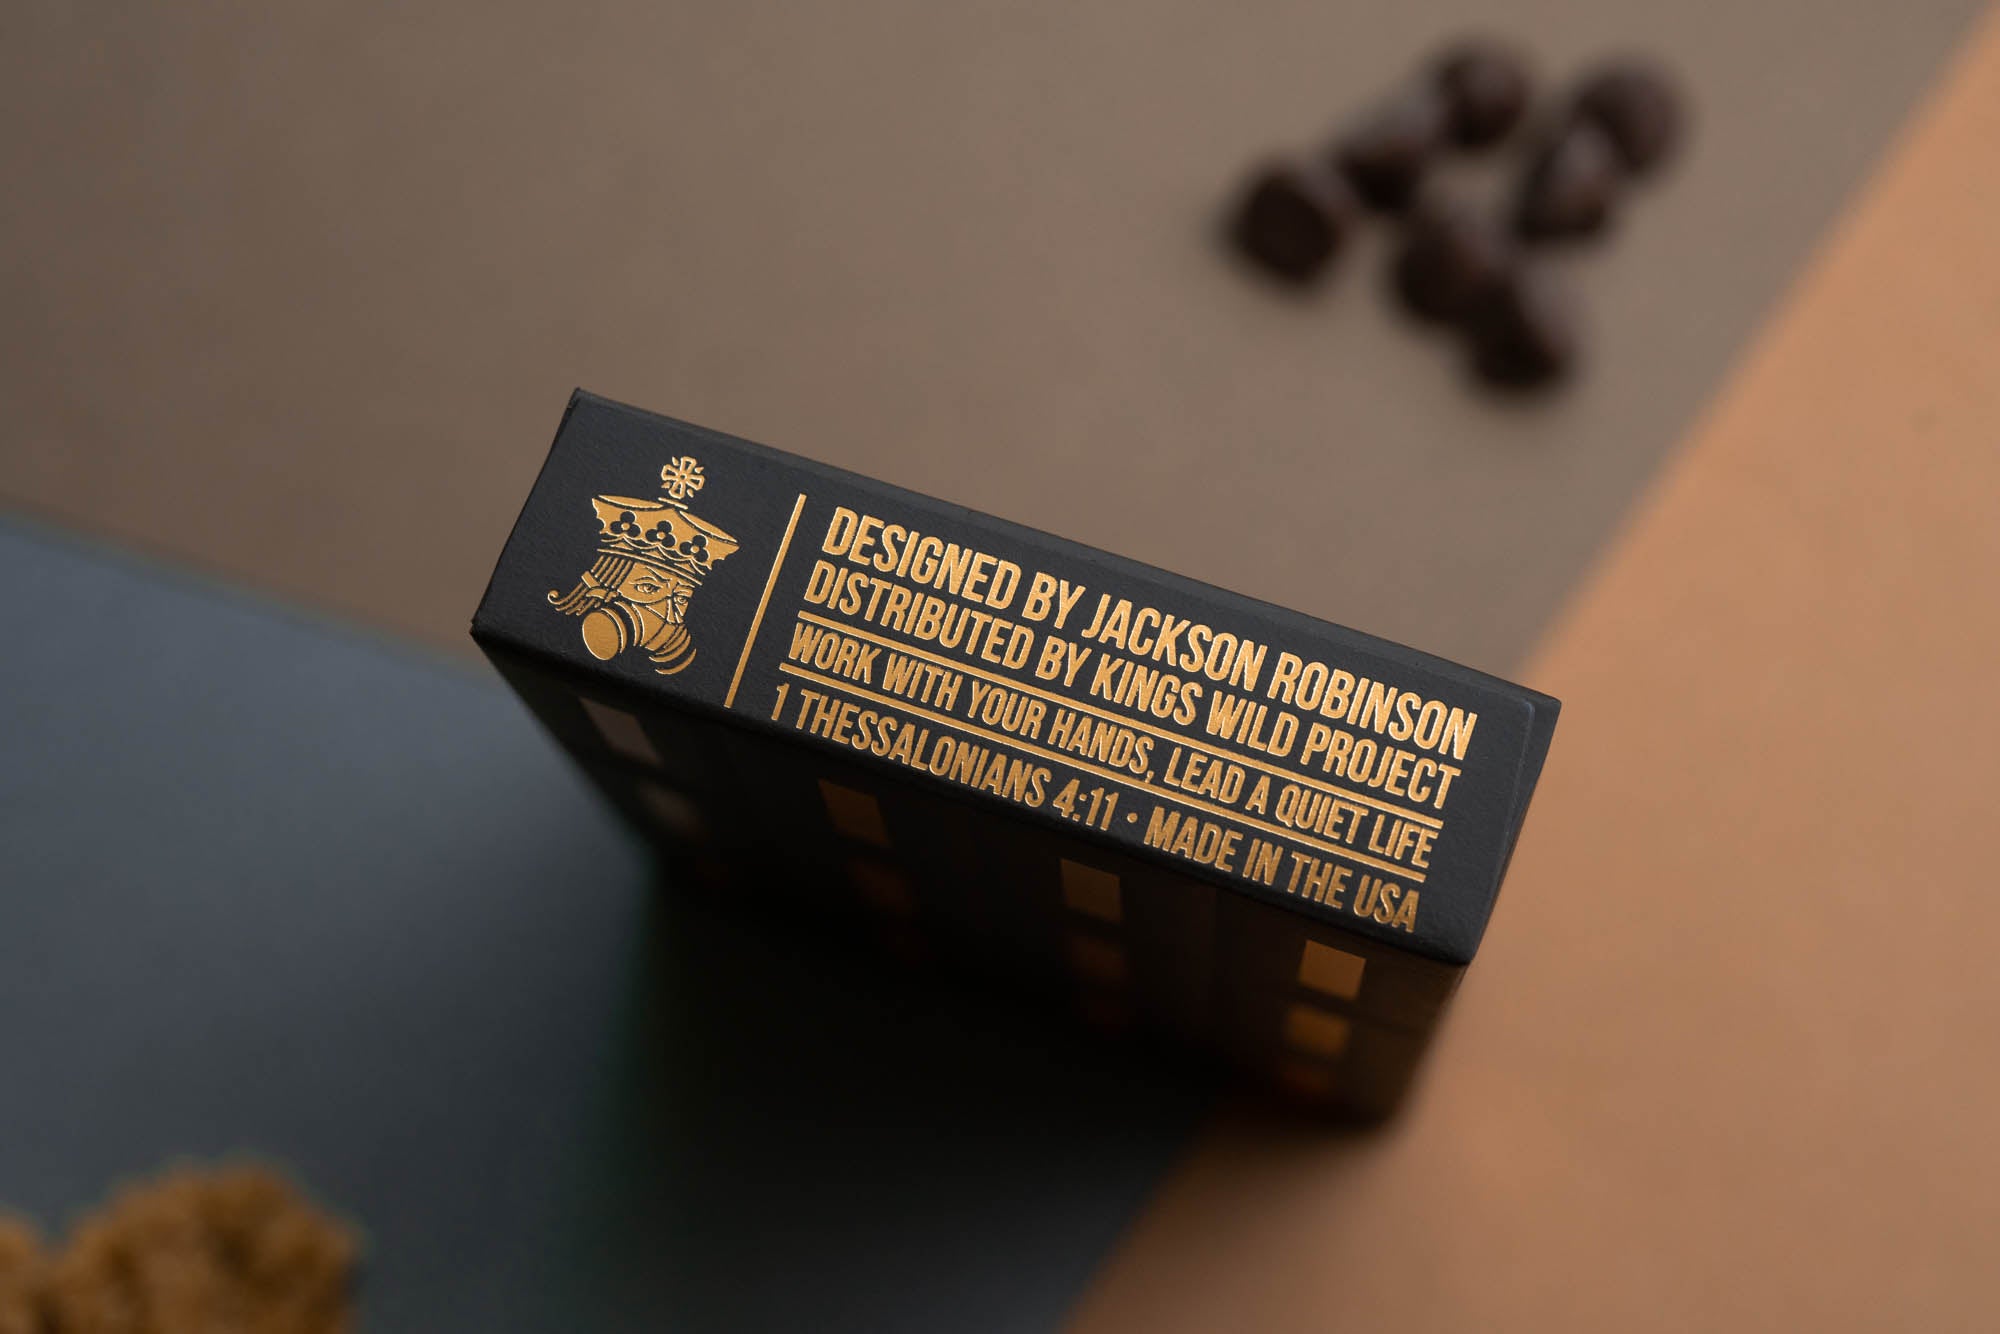 DESIGNED BY JACKSON ROBINSON
DISTRIBUTED BY KINGS WILD PROJECT
WORK WITH YOUR HANDS, LEAD A QUIET LIFE
1 THESSALONIANS 4:11 • MADE IN THE USA